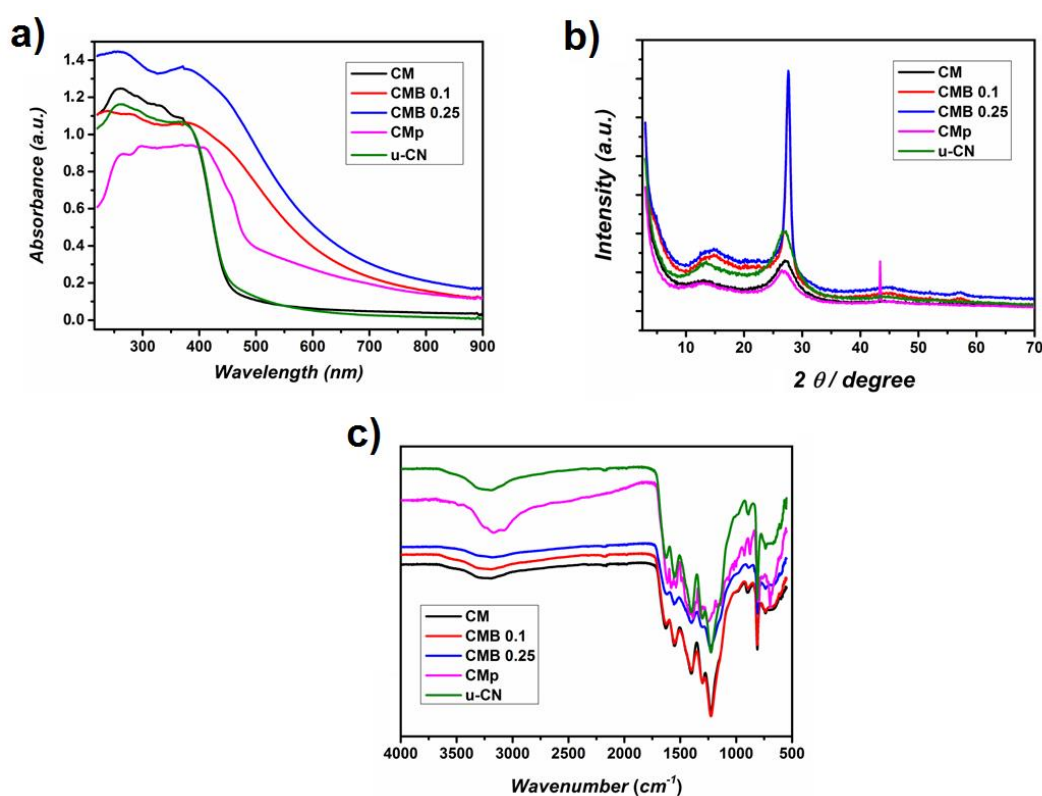 a)
Absorbance (a.u.)
1.4
1.2
1.0
0.8
0.6
0.4
0.2
0.0
CM
CMB 0.1
CMB 0.25
CMp
u-CN
300 400 500 600 700 800 900
Wavelength (nm)
b)
Intensity (a.u.)
CM
CMB 0.1
CMB 0.25
CMp
u-CN
10 20 30 40 50 60 70
2 θ / degree
c)
CM
CMB 0.1
CMB 0.25
CMp
u-CN
4000 3500 3000 2500 2000 1500 1000 500
Wavenumber (cm⁻¹)